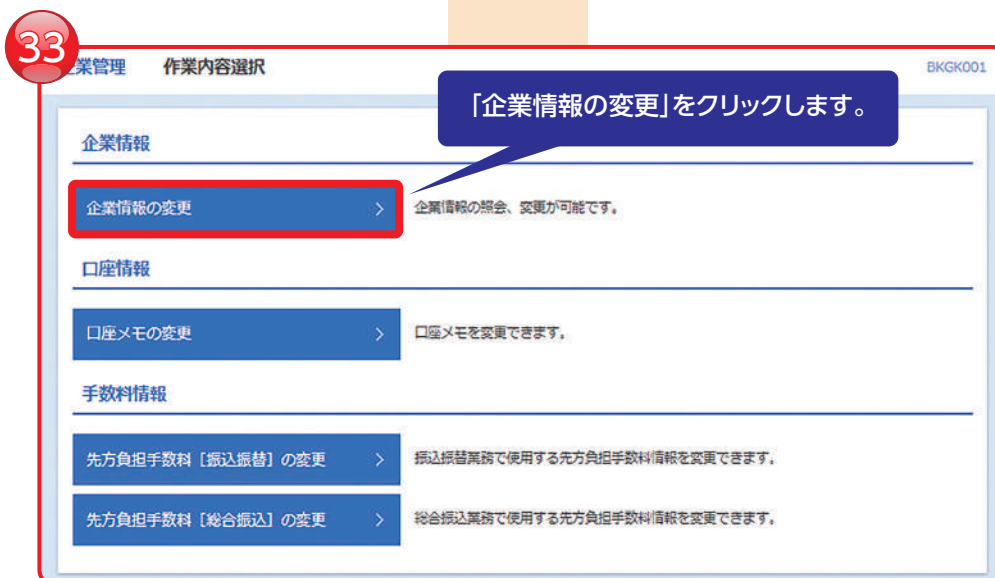 33
業管理 作業内容選択 BKGK001
「企業情報の変更」をクリックします。
企業情報
企業情報の変更 > 企業情報の照会、変更が可能です。
口座情報
口座メモの変更 > 口座メモを変更できます。
手数料情報
先方負担手数料［振込振替］の変更 > 振込振替業務で使用する先方負担手数料情報を変更できます。
先方負担手数料［総合振込］の変更 > 総合振込業務で使用する先方負担手数料情報を変更できます。